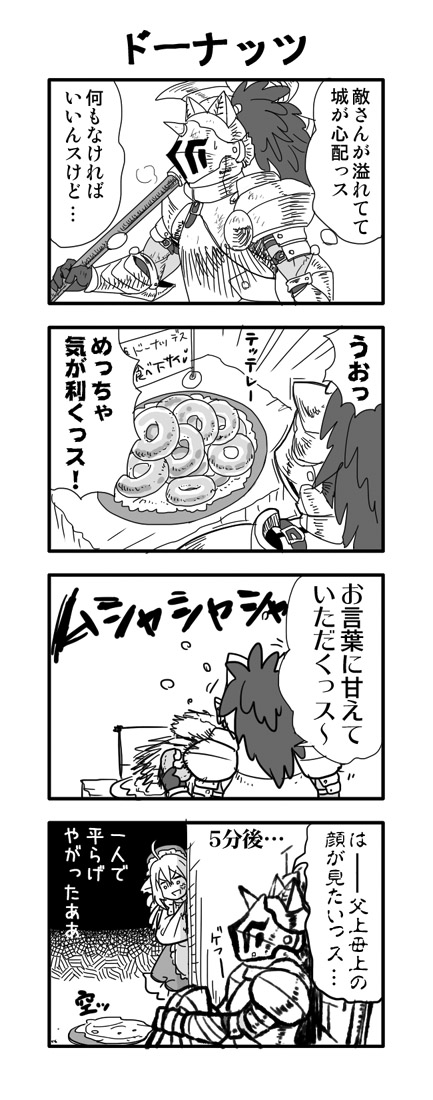 ドーナッツ
敵さんが溢れてて
城が心配っス
何もなければ
いいんスけど…
うおっ
テッテレー
ドーナッツデス
食べ下サイ♥
めっちゃ
気が利くっス！
お言葉に甘えて
いただくっス〜
ムシャシャシャ
は――父上母上の
顔が見たいっス…
5分後…
ゲフー
一人で
平らげ
やがったああ
空ッ